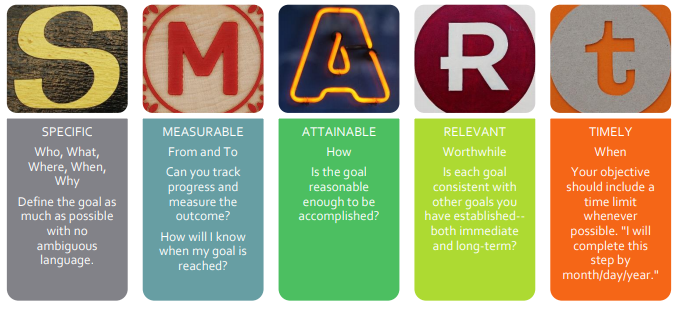 S
M
A
R
t
SPECIFIC
Who, What,
Where, When,
Why
Define the goal as
much as possible
with no
ambiguous
language.
MEASURABLE
From and To
Can you track
progress and
measure the
outcome?
How will I know
when my goal is
reached?
ATTAINABLE
How
Is the goal
reasonable
enough to be
accomplished?
RELEVANT
Worthwhile
Is each goal
consistent with
other goals you
have established--
both immediate
and long-term?
TIMELY
When
Your objective
should include a
time limit
whenever
possible. "I will
complete this
step by
month/day/year."